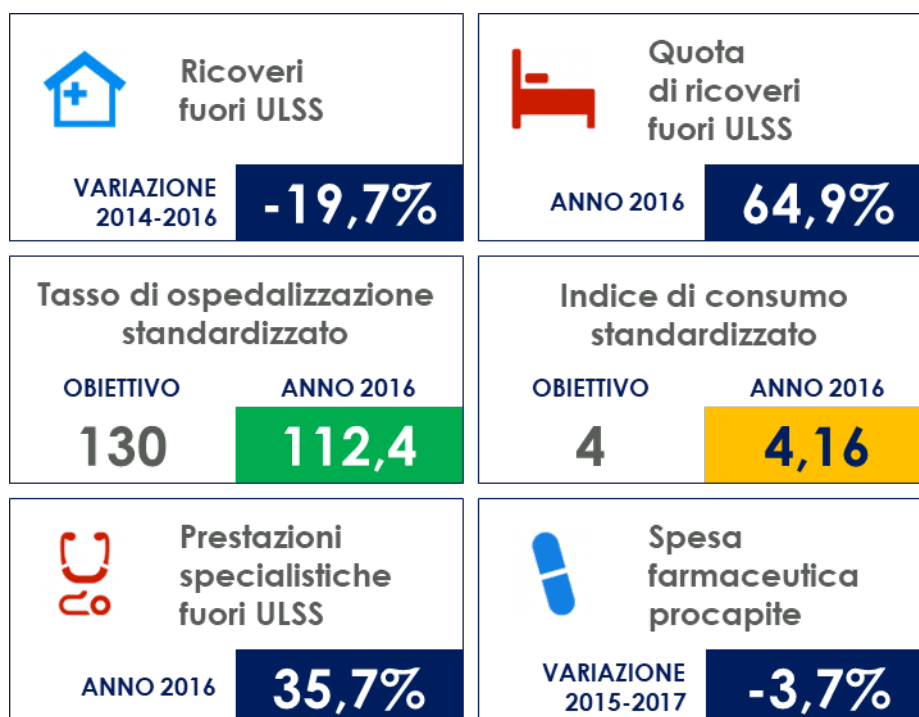 Ricoveri
fuori ULSS
VARIAZIONE
2014-2016
-19,7%
Quota
di ricoveri
fuori ULSS
ANNO 2016
64,9%
Tasso di ospedalizzazione
standardizzato
OBIETTIVO
ANNO 2016
130
112,4
Indice di consumo
standardizzato
OBIETTIVO
ANNO 2016
4
4,16
Prestazioni
specialistiche
fuori ULSS
ANNO 2016
35,7%
Spesa
farmaceutica
procapite
VARIAZIONE
2015-2017
-3,7%